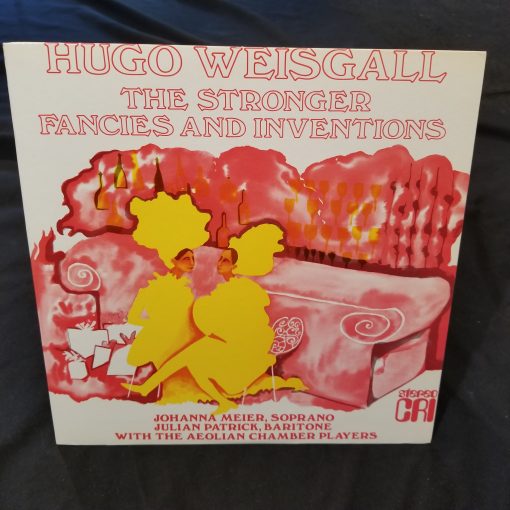 HUGO WEISGALL
THE STRONGER
FANCIES AND INVENTIONS
JOHANNA MEIER, SOPRANO
JULIAN PATRICK, BARITONE
WITH THE AEOLIAN CHAMBER PLAYERS
STEREO
CRI